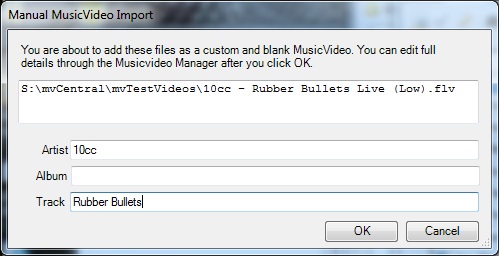 Manual MusicVideo Import
You are about to add these files as a custom and blank MusicVideo. You can edit full
details through the Musicvideo Manager after you click OK.
S:\mvCentral\mvTestVideos\10cc - Rubber Bullets Live (Low).flv
Artist 10cc
Album
Track Rubber Bullets
OK Cancel